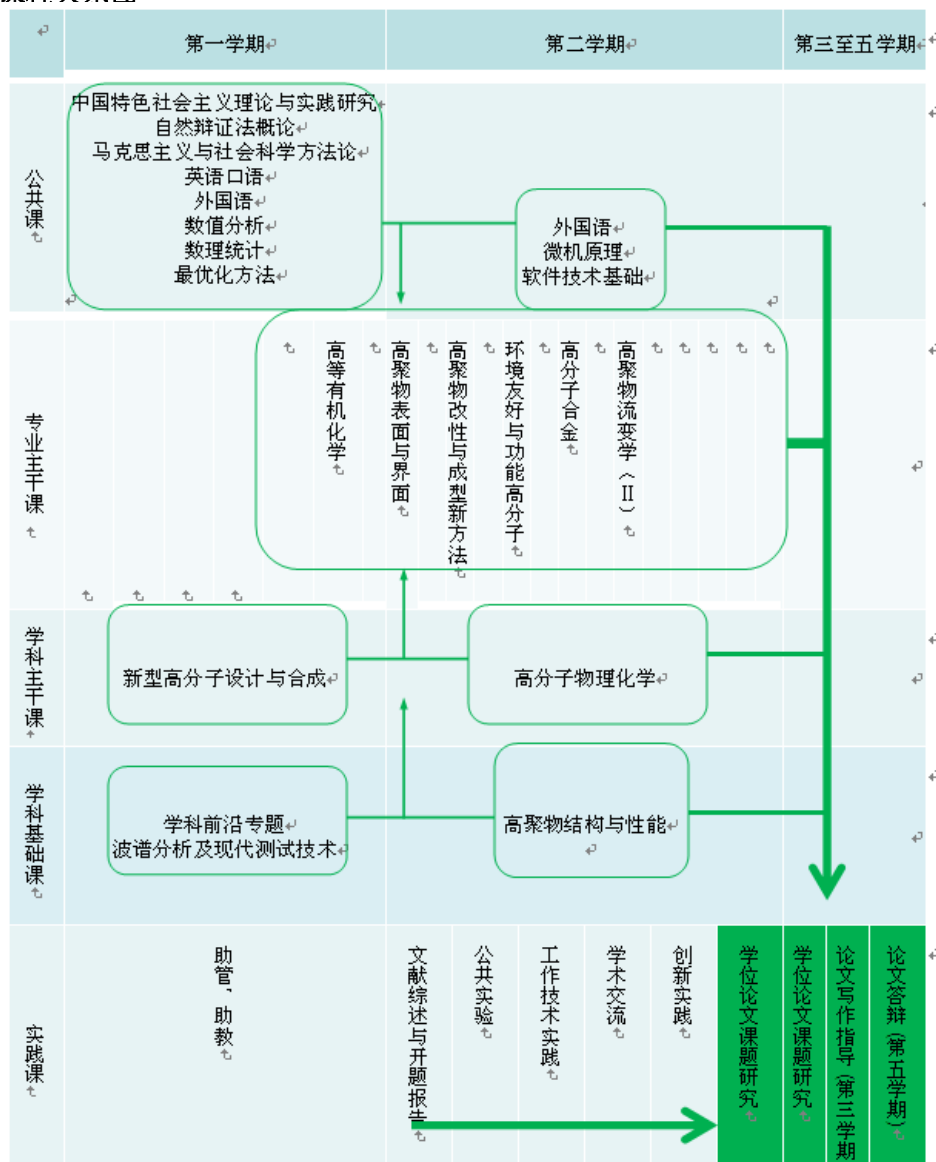 第一学期
第二学期
第三至五学期
公共课
中国特色社会主义理论与实践研究
自然辩证法概论
马克思主义与社会科学方法论
英语口语
外国语
数值分析
数理统计
最优化方法
外国语
微机原理
软件技术基础
专业主干课
高等有机化学
高聚物表面与界面
高聚物改性与成型新方法
环境友好与功能高分子
高分子合金
高聚物流变学（II）
学科主干课
新型高分子设计与合成
高分子物理化学
学科基础课
学科前沿专题
波谱分析及现代测试技术
高聚物结构与性能
实践课
助管、助教
文献综述与开题报告
公共实验
工作技术实践
学术交流
创新实践
学位论文课题研究
学位论文课题研究
论文写作指导（第三学期
论文答辩（第五学期）